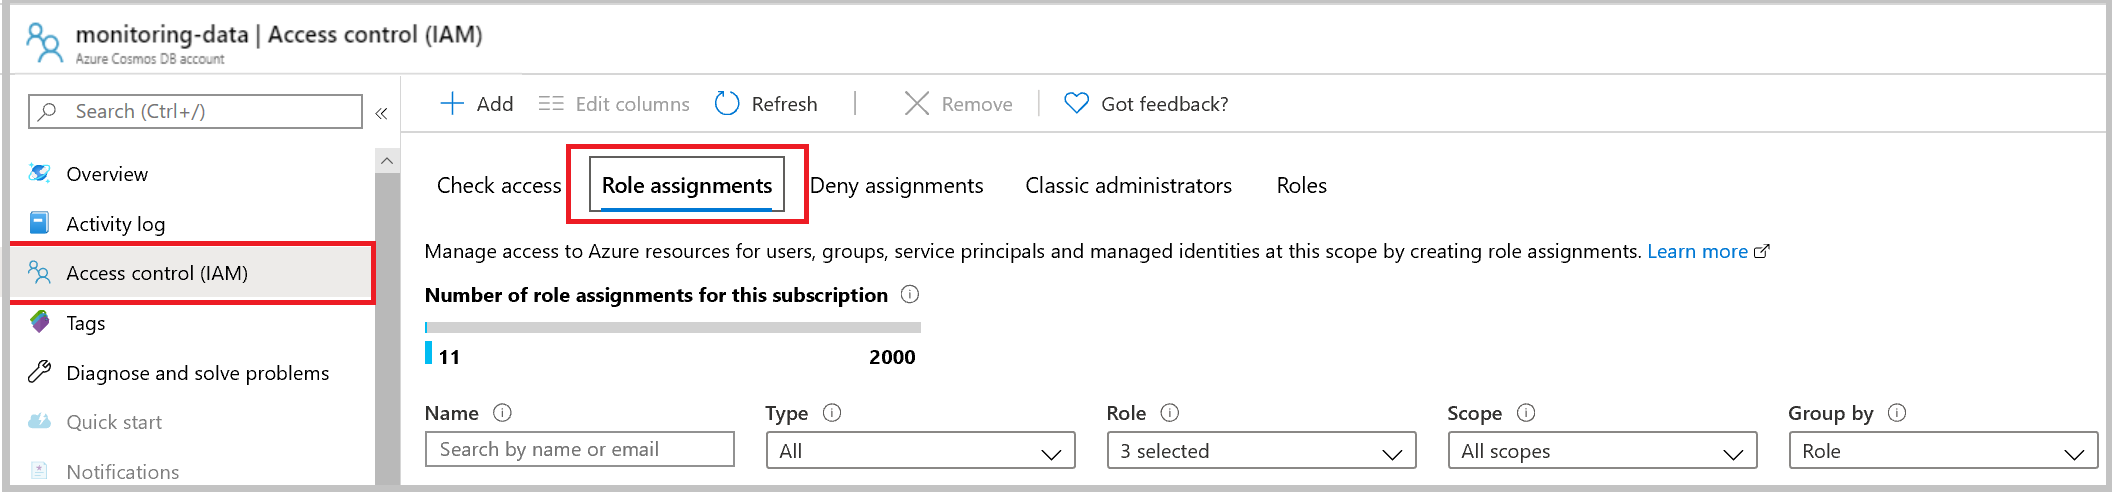 monitoring-data | Access control (IAM)
Azure Cosmos DB account
Search (Ctrl+/)
«
Overview
Activity log
Access control (IAM)
Tags
Diagnose and solve problems
Quick start
Notifications
Add
Edit columns
Refresh
Remove
Got feedback?
Check access
Role assignments
Deny assignments
Classic administrators
Roles
Manage access to Azure resources for users, groups, service principals and managed identities at this scope by creating role assignments. Learn more
Number of role assignments for this subscription
11
2000
Name
Type
Role
Scope
Group by
Search by name or email
All
3 selected
All scopes
Role